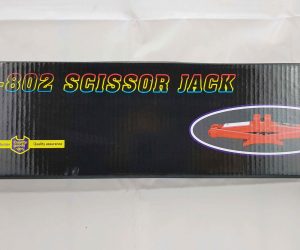 -802 SCISSOR JACK
Quality assurance